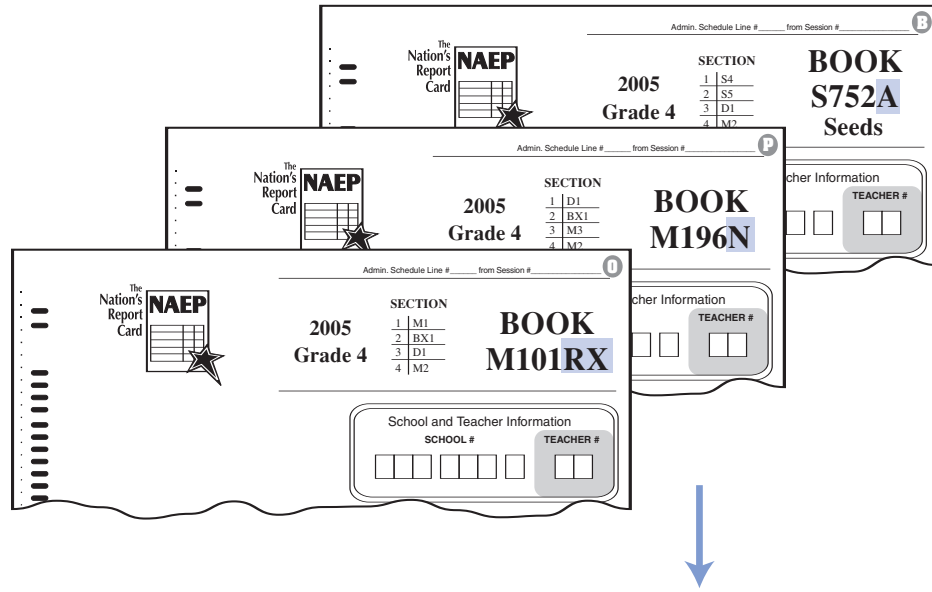 Admin. Schedule Line #______ from Session #________________ B
The
Nation's
Report
Card
NAEP
2005
Grade 4
SECTION
1 S4
2 S5
3 D1
4 M2
BOOK
S752A
Seeds
cher Information
TEACHER #
Admin. Schedule Line #______ from Session #________________ P
The
Nation's
Report
Card
NAEP
2005
Grade 4
SECTION
1 D1
2 BX1
3 M3
4 M2
BOOK
M196N
cher Information
TEACHER #
Admin. Schedule Line #______ from Session #________________ O
The
Nation's
Report
Card
NAEP
2005
Grade 4
SECTION
1 M1
2 BX1
3 D1
4 M2
BOOK
M101RX
School and Teacher Information
SCHOOL #
TEACHER #